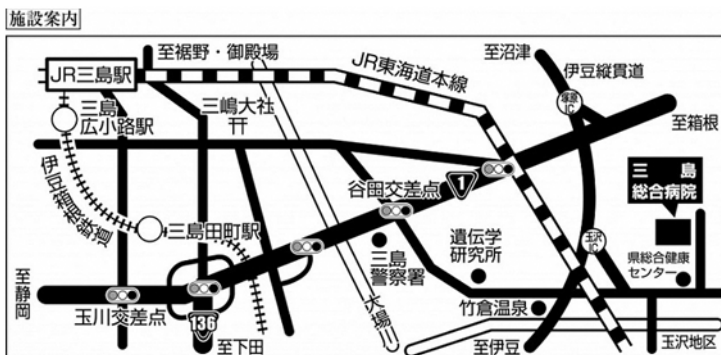 施設案内
至裾野・御殿場
至沼津
JR三島駅
JR東海道本線
伊豆縦貫道
塚原
IC
三島
広小路駅
三嶋大社
至箱根
三島
総合病院
谷田交差点
1
伊豆箱根鉄道
三島田町駅
遺伝学
研究所
玉沢
IC
三島
警察署
県総合健康
センター
至静岡
大場川
竹倉温泉
玉川交差点
136
至下田
至伊豆
玉沢地区